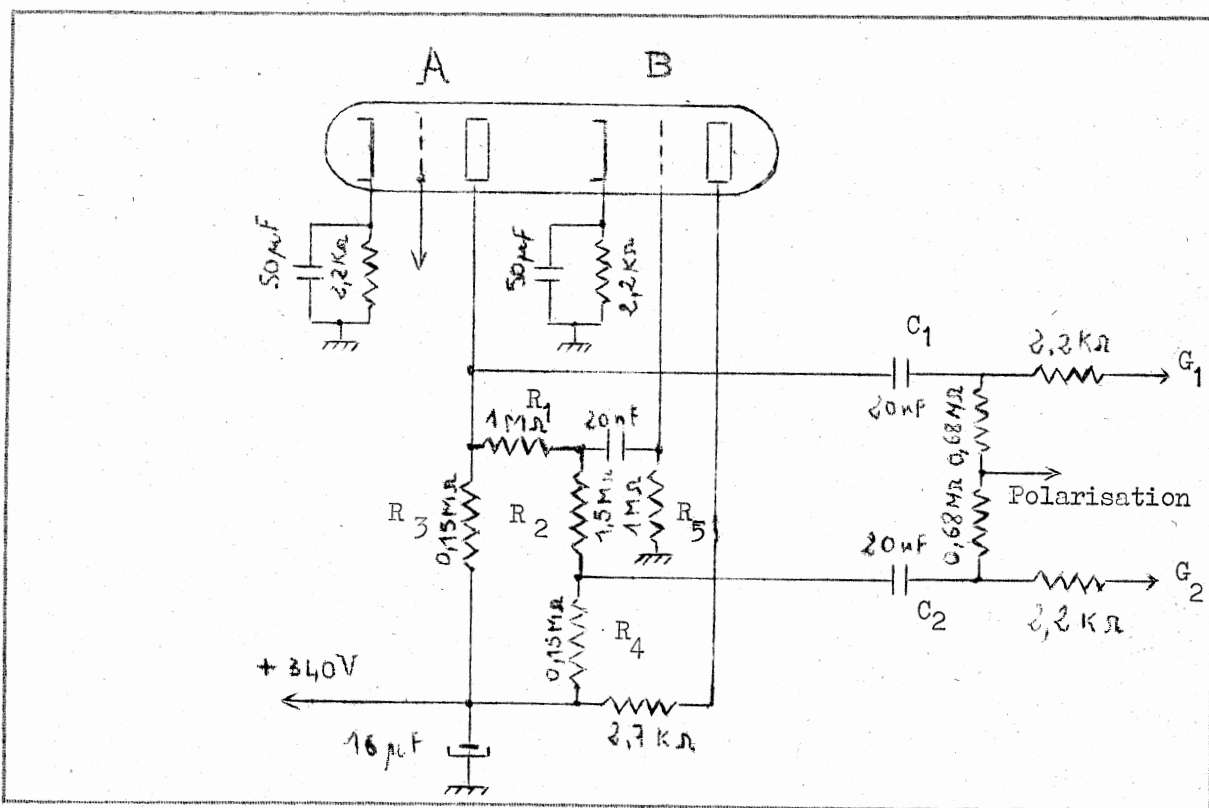 A
B
50µF
2,2KΩ
50µF
2,2KΩ
C₁
2,2KΩ
G₁
20nF
R₁
1MΩ
20nF
0,68MΩ
Polarisation
R₃
0,15MΩ
R₂
1,5MΩ
1MΩ
R₅
0,68MΩ
20nF
C₂
G₂
2,2KΩ
0,15MΩ
R₄
+ 340V
16µF
2,7KΩ